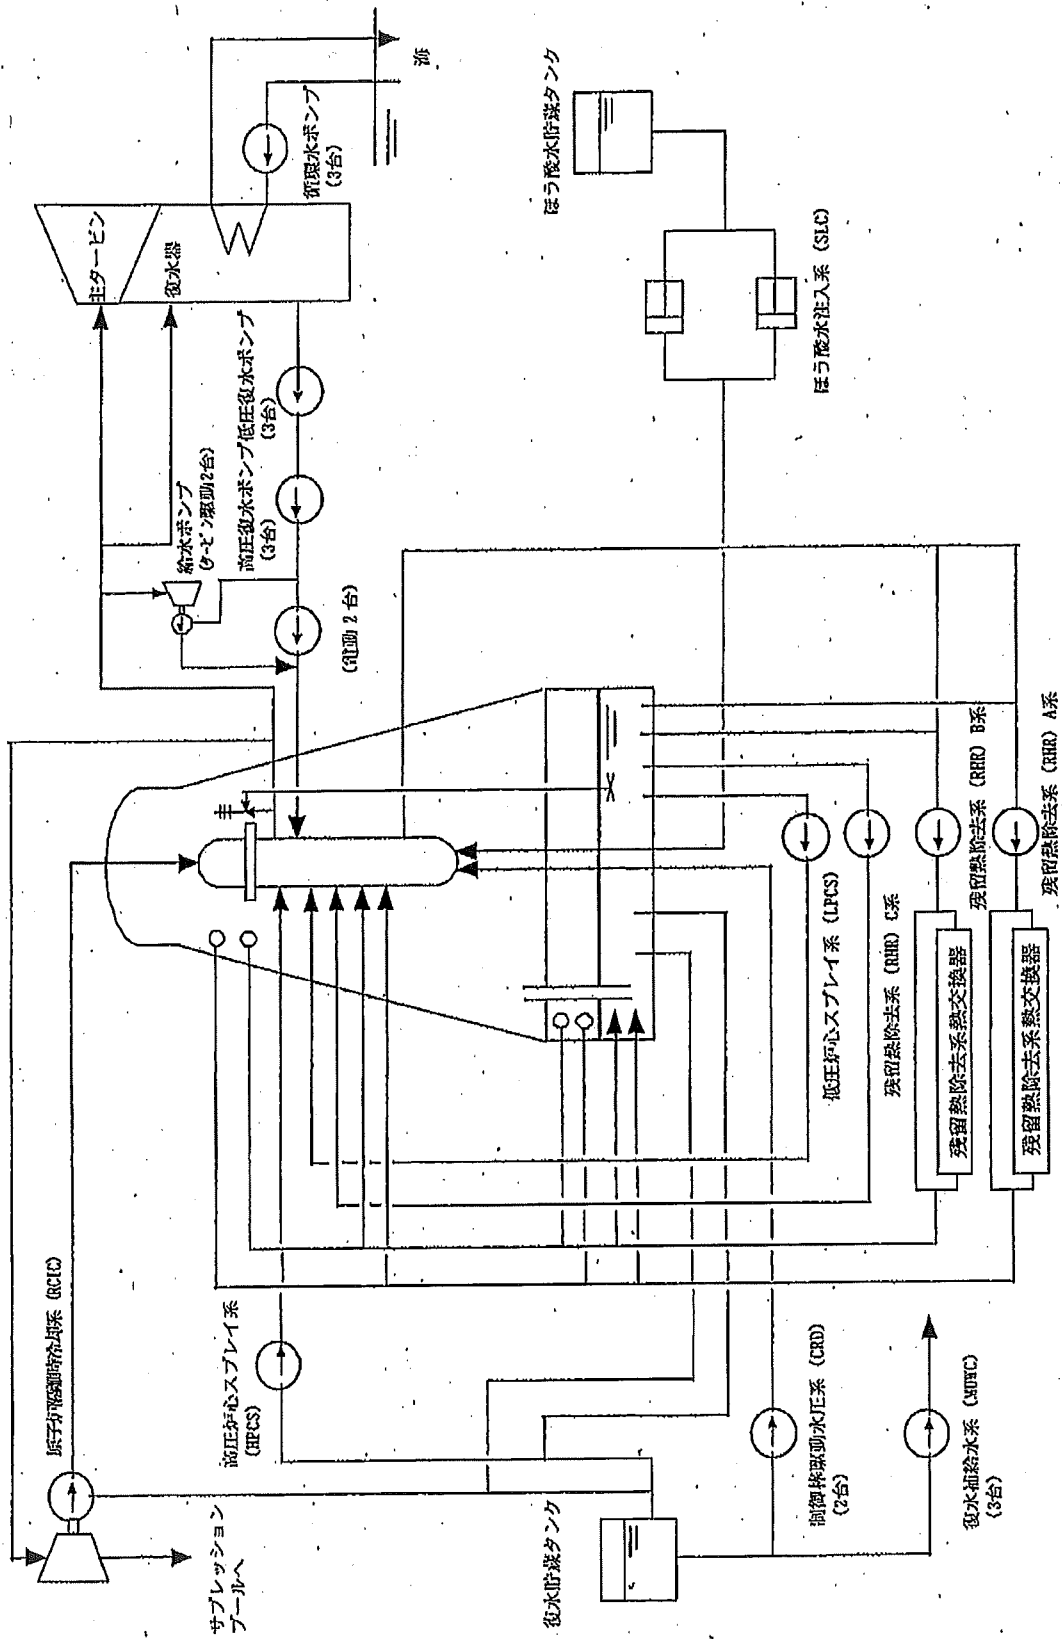 海
循環水ポンプ
(3台)
主タービン
復水器
ほう酸水貯蔵タンク
ほう酸水注入系 (SLC)
低圧復水ポンプ
(3台)
高圧復水ポンプ
(3台)
給水ポンプ
(タービン駆動2台)
(電動2台)
残留熱除去系 (RHR) A系
残留熱除去系 (RHR) B系
残留熱除去系 (RHR) C系
低圧炉心スプレイ系 (LPCS)
残留熱除去系熱交換器
残留熱除去系熱交換器
原子炉隔離時冷却系 (RCIC)
高圧炉心スプレイ系
(HPCS)
サプレッション
プールへ
復水貯蔵タンク
制御棒駆動水圧系 (CRD)
(2台)
復水補給水系 (MUWC)
(3台)